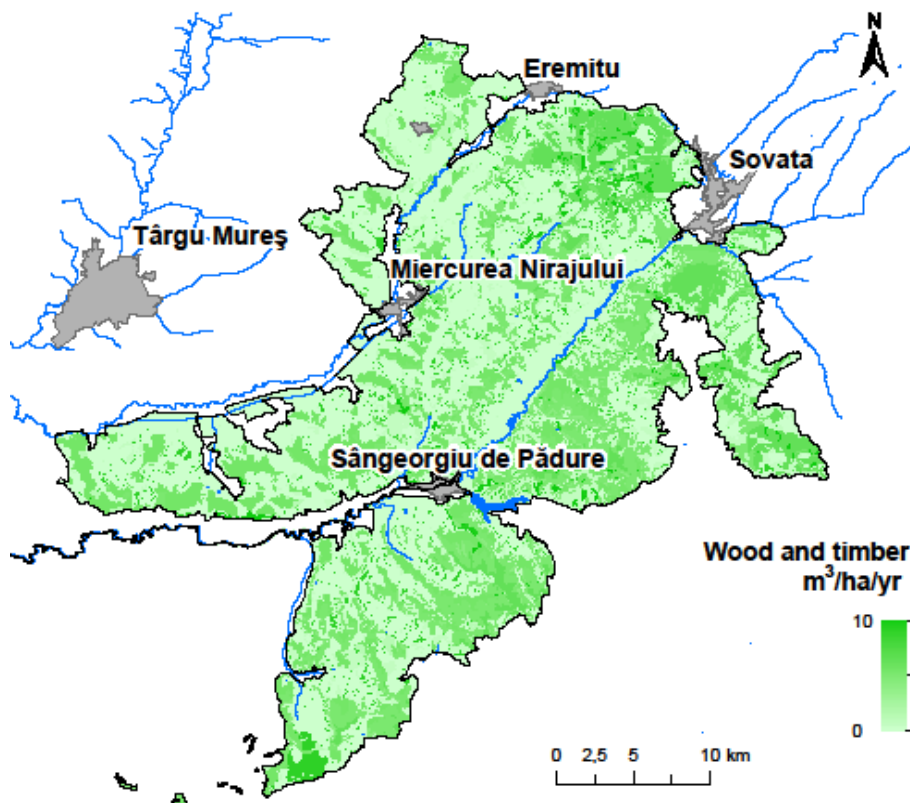 N
Eremitu
Sovata
Târgu Mureş
Miercurea Nirajului
Sângeorgiu de Pădure
Wood and timber
m³/ha/yr
10
0
0 2,5 5 10 km